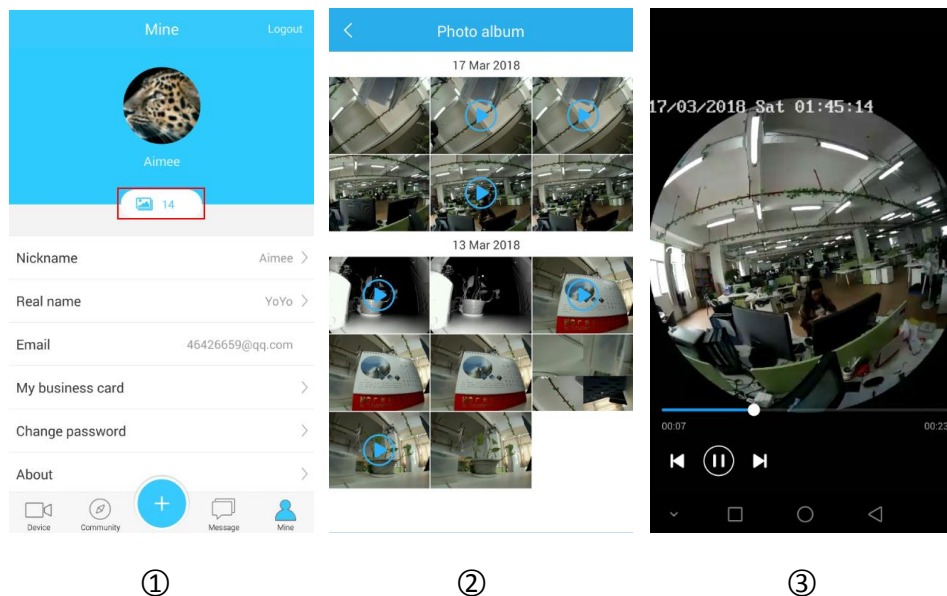 Mine
Logout
Aimee
14
Nickname
Aimee
Real name
YoYo
Email
46426659@qq.com
My business card
Change password
About
+
Device
Community
Message
Mine
①
Photo album
17 Mar 2018
13 Mar 2018
②
17/03/2018 Sat 01:45:14
00:07
00:23
③